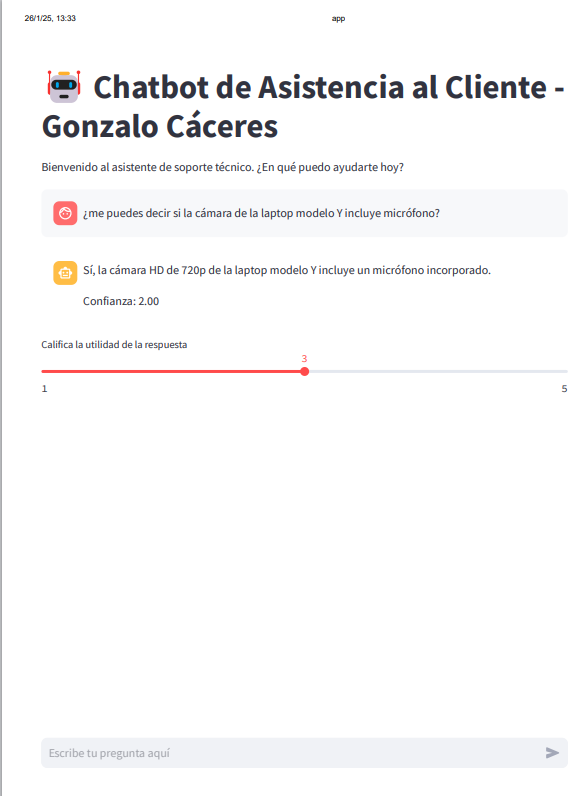 26/1/25, 13:33 app
Chatbot de Asistencia al Cliente -
Gonzalo Cáceres
Bienvenido al asistente de soporte técnico. ¿En qué puedo ayudarte hoy?
¿me puedes decir si la cámara de la laptop modelo Y incluye micrófono?
Sí, la cámara HD de 720p de la laptop modelo Y incluye un micrófono incorporado.
Confianza: 2.00
Califica la utilidad de la respuesta
3
1 5
Escribe tu pregunta aquí